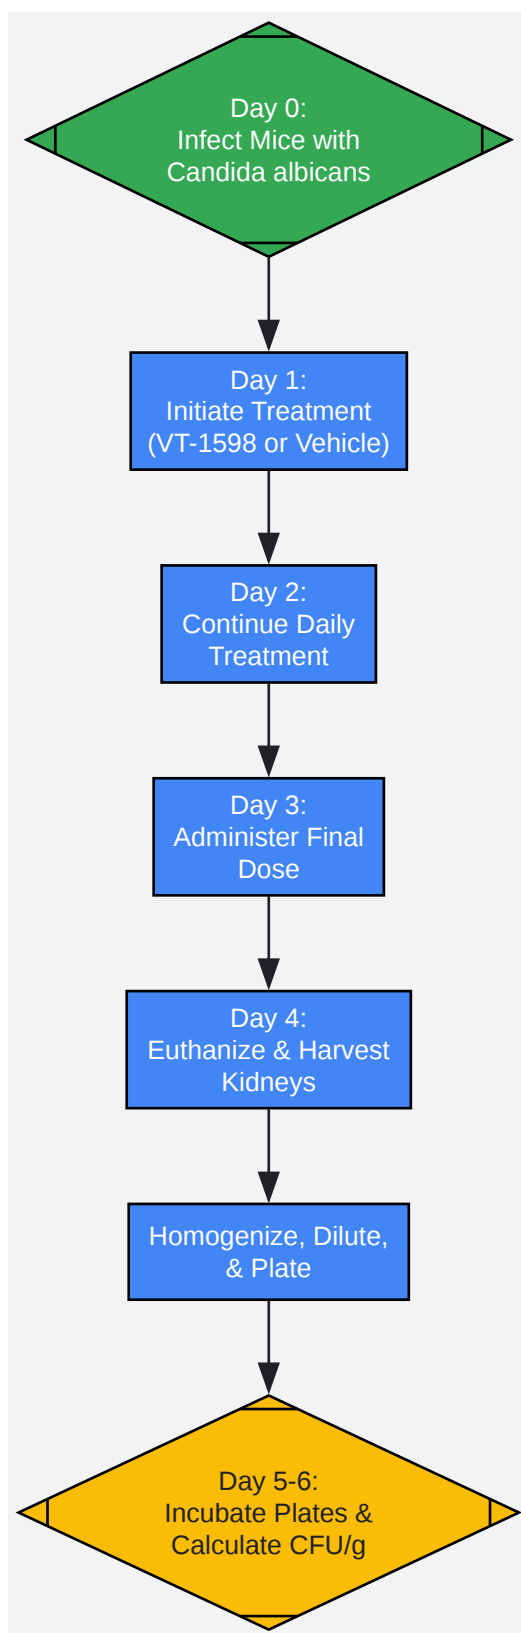 Day 0:
Infect Mice with
Candida albicans
Day 1:
Initiate Treatment
(VT-1598 or Vehicle)
Day 2:
Continue Daily
Treatment
Day 3:
Administer Final
Dose
Day 4:
Euthanize & Harvest
Kidneys
Homogenize, Dilute,
& Plate
Day 5-6:
Incubate Plates &
Calculate CFU/g